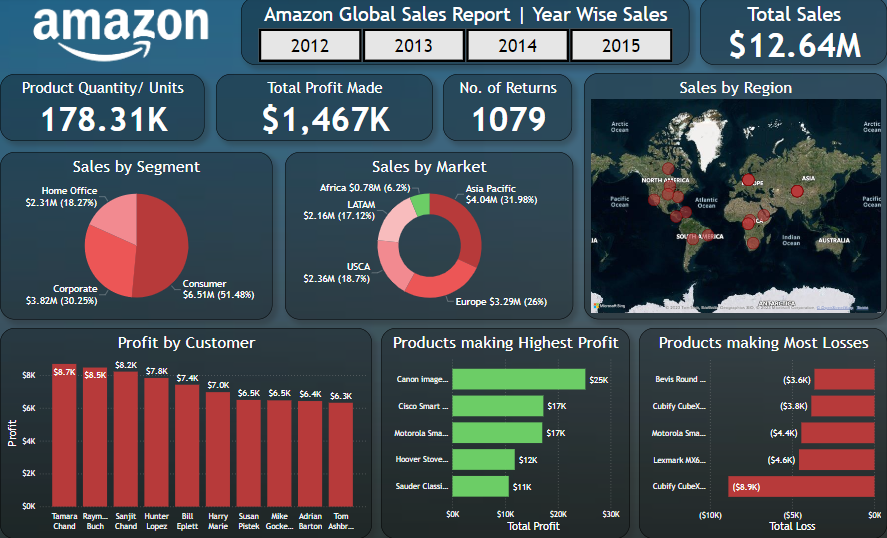 amazon
Amazon Global Sales Report | Year Wise Sales
2012
2013
2014
2015
Total Sales
$12.64M
Product Quantity/ Units
178.31K
Total Profit Made
$1,467K
No. of Returns
1079
Sales by Segment
Home Office
$2.31M (18.27%)
Corporate
$3.82M (30.25%)
Consumer
$6.51M (51.48%)
Sales by Market
Africa $0.78M (6.2%)
LATAM
$2.16M (17.12%)
USCA
$2.36M (18.7%)
Asia Pacific
$4.04M (31.98%)
Europe $3.29M (26%)
Sales by Region
Arctic
Ocean
Arctic
Ocean
NORTH AMERICA
ASIA
Pacific
Ocean
Atlantic
Ocean
Pacific
Ocean
SOUTH AMERICA
Indian
Ocean
AUSTRALIA
ANTARCTICA
Microsoft Bing
Profit by Customer
Profit
$8K
$6K
$4K
$2K
$0K
$8.7K
$8.5K
$8.2K
$7.8K
$7.4K
$7.0K
$6.5K
$6.5K
$6.4K
$6.3K
Tamara
Chand
Raym...
Buch
Sanjit
Chand
Hunter
Lopez
Bill
Eplett
Harry
Marie
Susan
Pistek
Mike
Gocke...
Adrian
Barton
Tom
Ashbr...
Products making Highest Profit
Canon image... $25K
Cisco Smart ... $17K
Motorola Sma... $17K
Hoover Stove... $12K
Sauder Classi... $11K
$0K $10K $20K $30K
Total Profit
Products making Most Losses
Bevis Round ... ($3.6K)
Cubify CubeX... ($3.8K)
Motorola Sma... ($4.4K)
Lexmark MX6... ($4.6K)
Cubify CubeX... ($8.9K)
($10K) ($5K) $0K
Total Loss